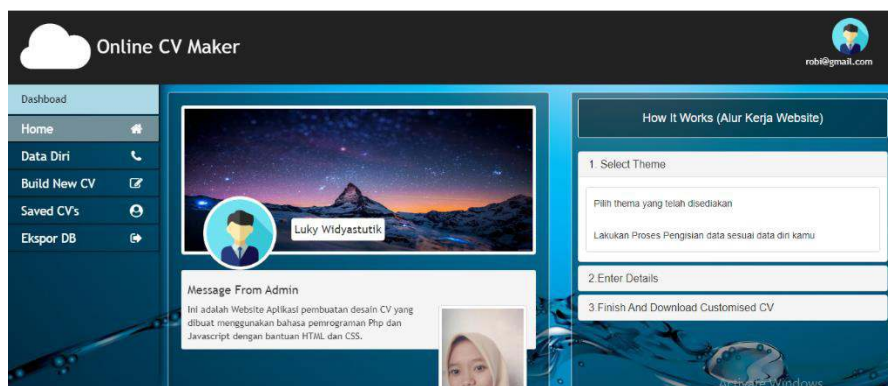 Online CV Maker
robi@gmail.com
Dashboad
Home
Data Diri
Build New CV
Saved CV's
Ekspor DB
Luky Widyastutik
Message From Admin
Ini adalah Website Aplikasi pembuatan desain CV yang
dibuat menggunakan bahasa pemrograman Php dan
Javascript dengan bantuan HTML dan CSS.
How It Works (Alur Kerja Website)
1. Select Theme
Pilih thema yang telah disediakan
Lakukan Proses Pengisian data sesuai data diri kamu
2.Enter Details
3.Finish And Download Customised CV
Activate Windows